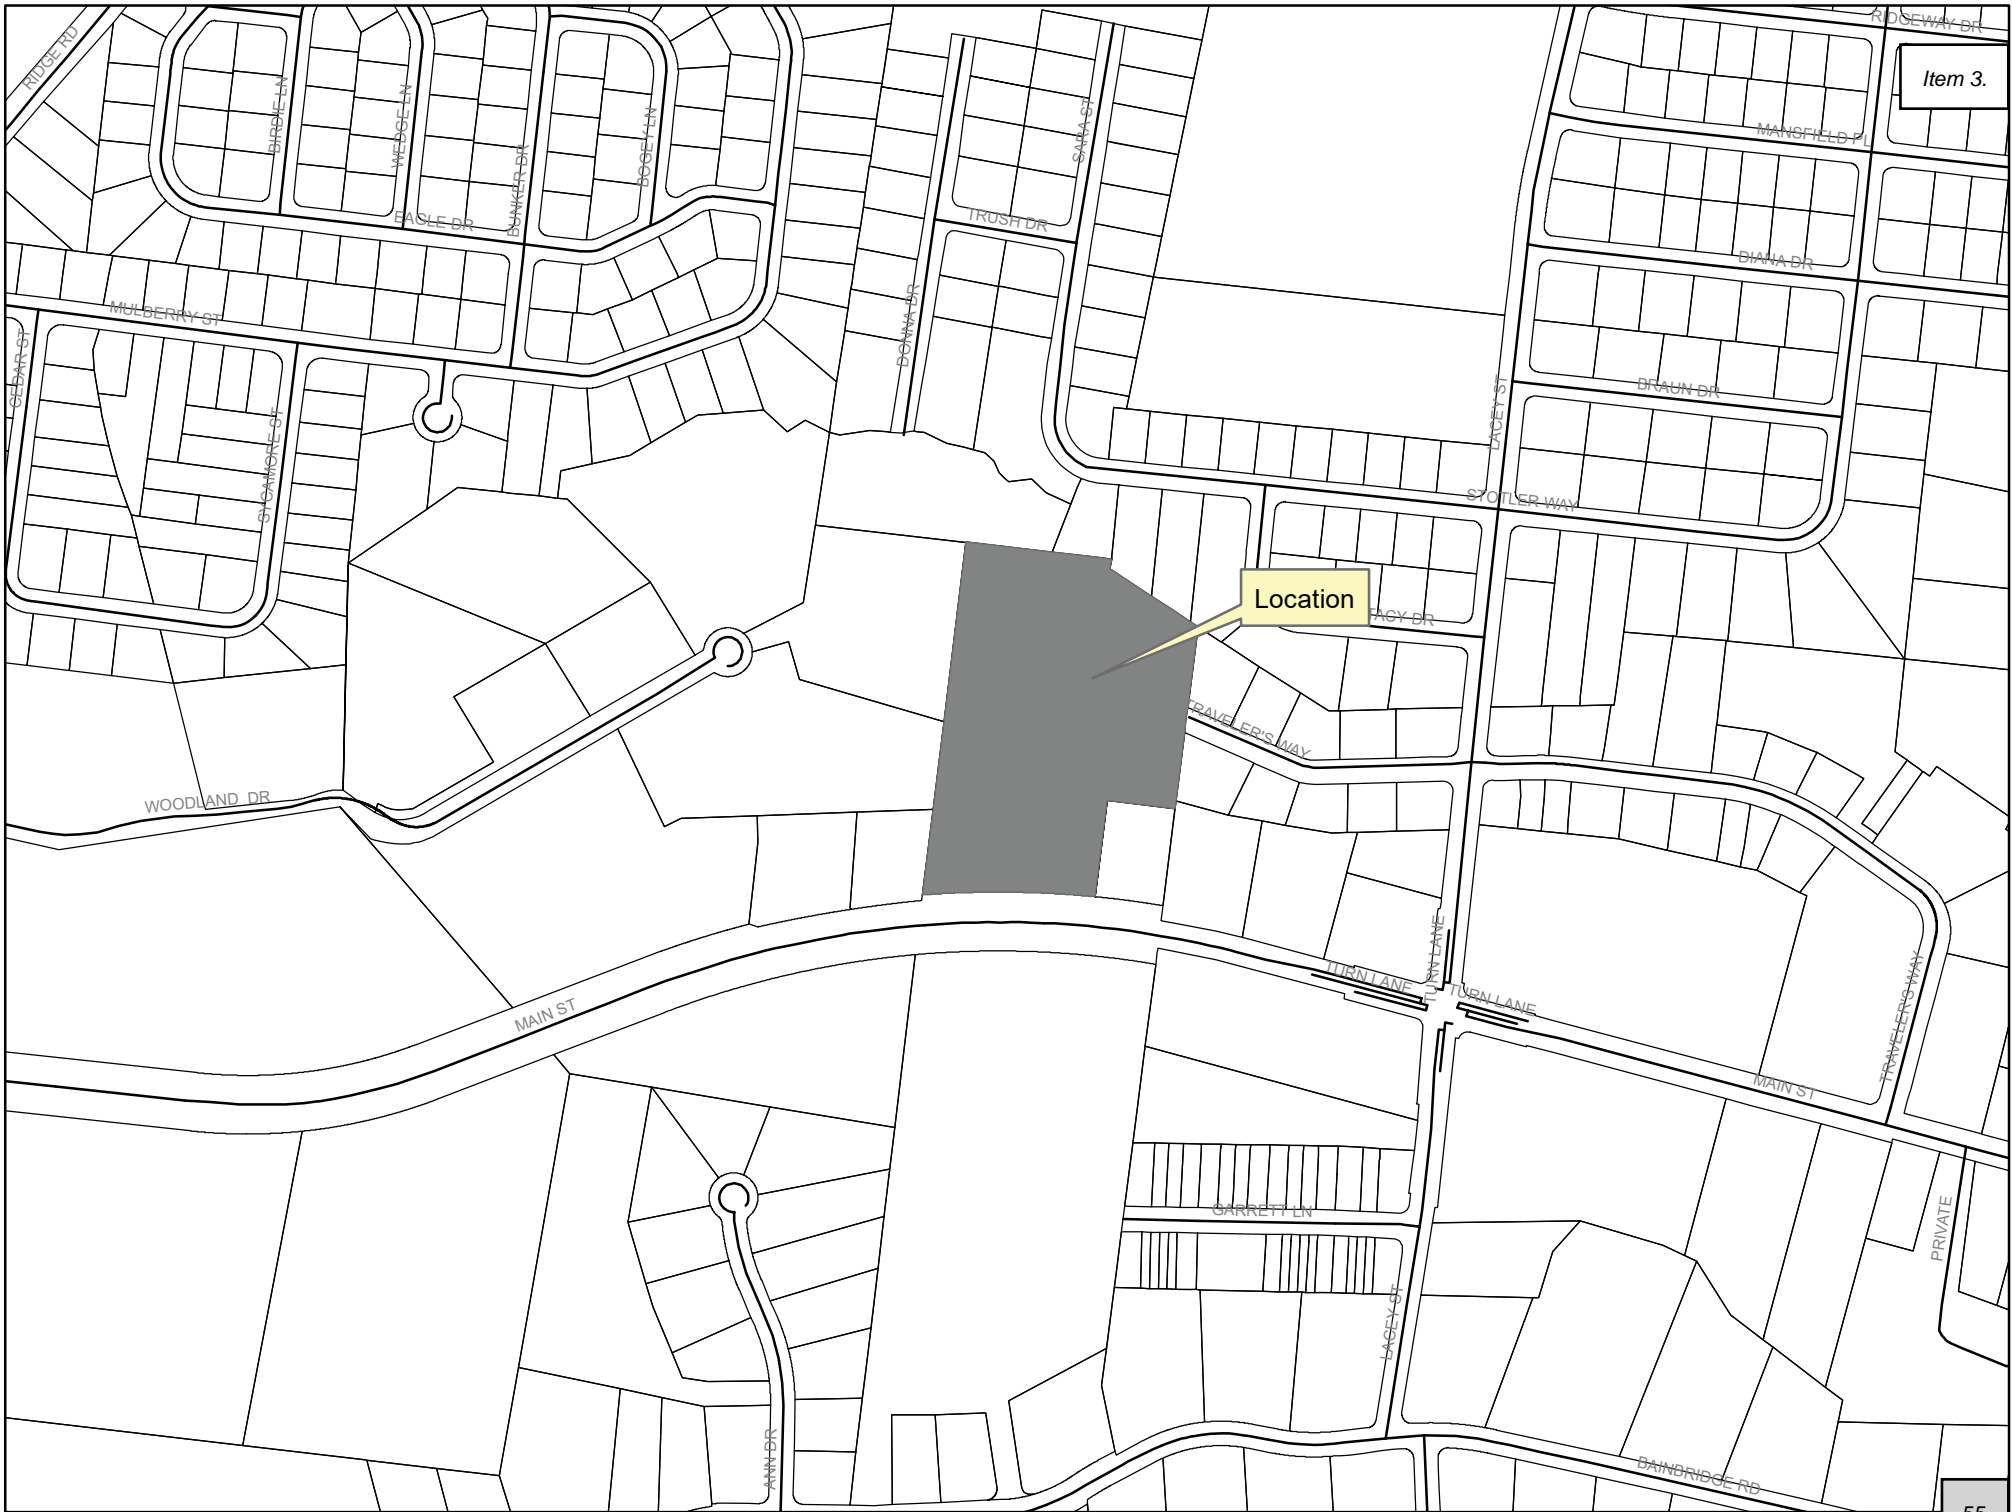 RIDGE RD
RIDGEWAY DR
Item 3.
BIRDIE LN
WEDGE LN
BOGEY LN
SARA ST
MANSFIELD PL
BUNKER DR
EAGLE DR
TRUSH DR
DIANA DR
MULBERRY ST
DONNA DR
CEDAR ST
LACEY ST
BRAUN DR
SYCAMORE ST
STOTLER WAY
Location
TACY DR
TRAVELER'S WAY
WOODLAND DR
TURN LANE
TURN LANE
TURN LANE
MAIN ST
TRAVELER'S WAY
MAIN ST
GARRETT LN
PRIVATE
LACEY ST
ANN DR
BAINBRIDGE RD
55